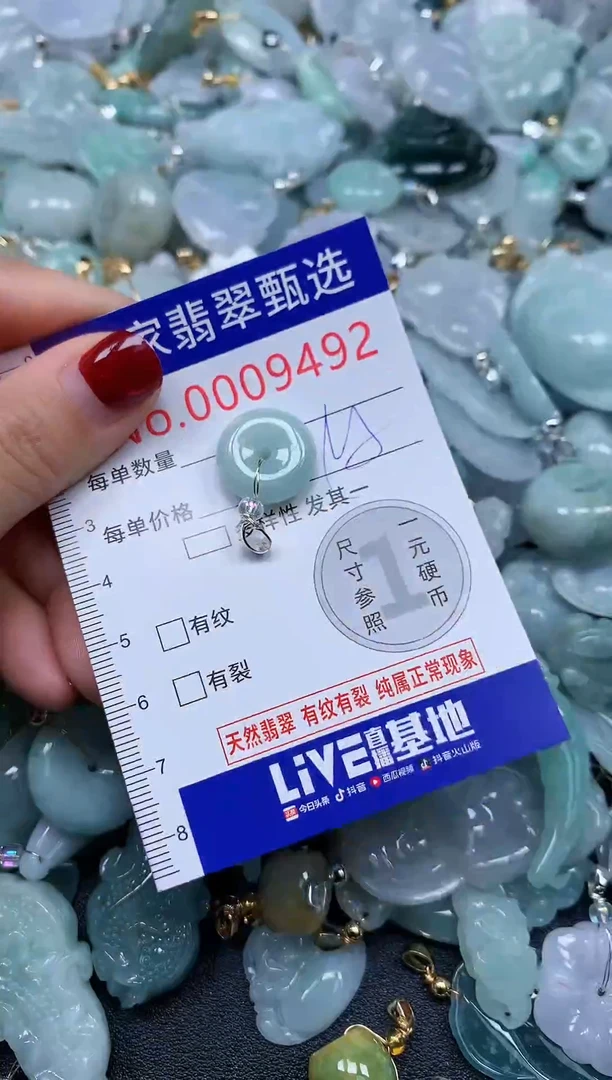 家翡翠甄选
No.0009492
每单数量
每单价格
样性 发其一
有纹
有裂
尺寸参照
1
一元硬币
3
4
5
6
7
8
天然翡翠 有纹有裂 纯属正常现象
LiVE直播基地
今日头条 抖音 西瓜视频 抖音火山版